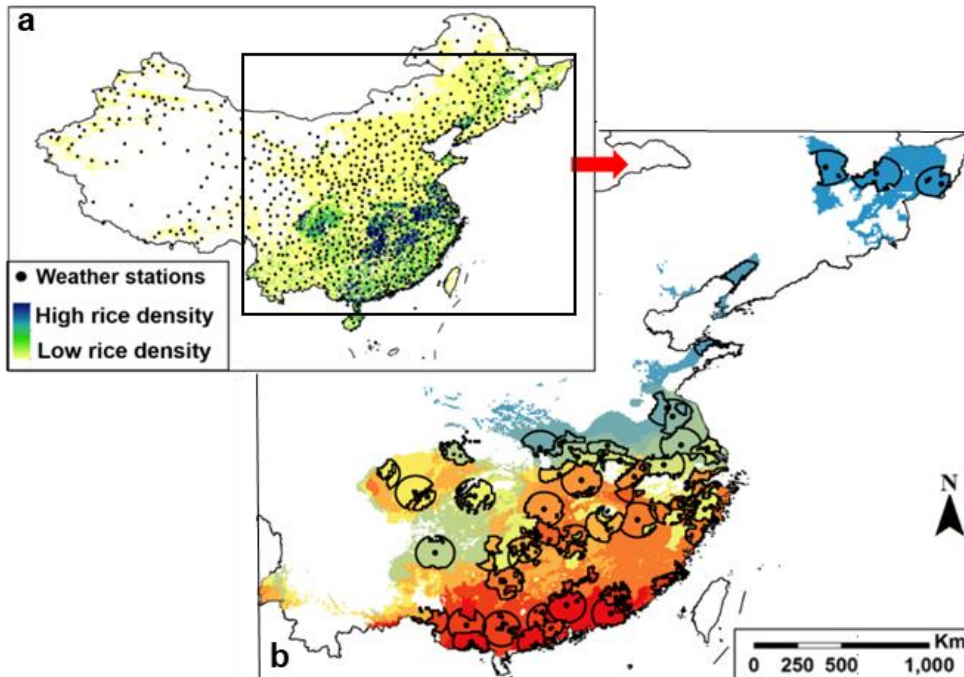 a
Weather stations
High rice density
Low rice density
N
b
Km
0 250 500 1,000